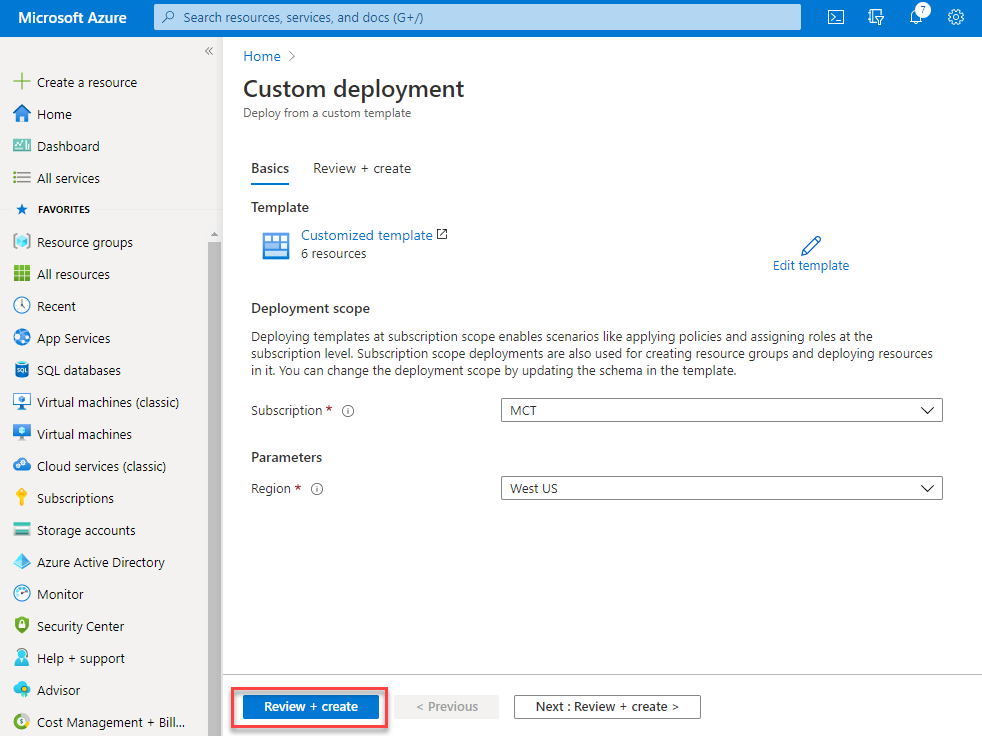 Microsoft Azure
Search resources, services, and docs (G+/)
7
«
Create a resource
Home
Dashboard
All services
FAVORITES
Resource groups
All resources
Recent
App Services
SQL databases
Virtual machines (classic)
Virtual machines
Cloud services (classic)
Subscriptions
Storage accounts
Azure Active Directory
Monitor
Security Center
Help + support
Advisor
Cost Management + Bill...
Home >
Custom deployment
Deploy from a custom template
Basics Review + create
Template
Customized template
6 resources
Edit template
Deployment scope
Deploying templates at subscription scope enables scenarios like applying policies and assigning roles at the
subscription level. Subscription scope deployments are also used for creating resource groups and deploying resources
in it. You can change the deployment scope by updating the schema in the template.
Subscription * MCT
Parameters
Region * West US
Review + create < Previous Next : Review + create >